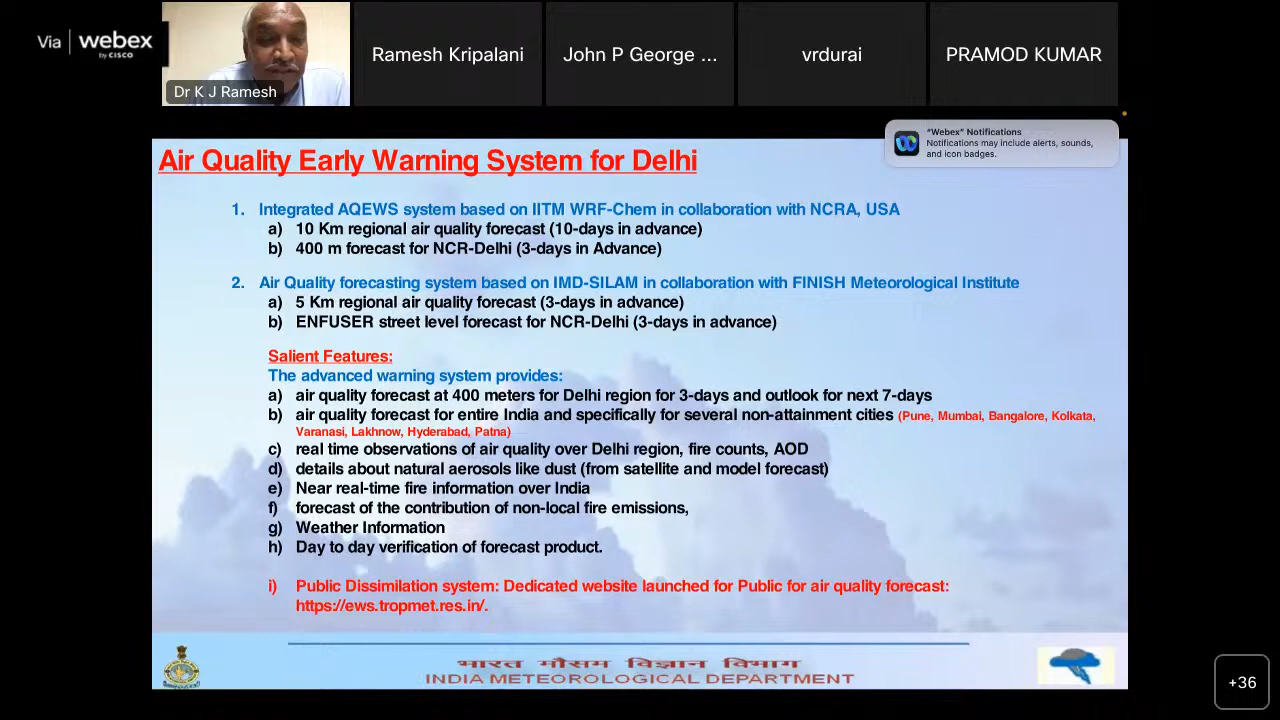 Via webex
by CISCO
Dr K J Ramesh
Ramesh Kripalani
John P George ...
vrdurai
PRAMOD KUMAR
"Webex" Notifications
Notifications may include alerts, sounds,
and icon badges.
Air Quality Early Warning System for Delhi
1. Integrated AQEWS system based on IITM WRF-Chem in collaboration with NCRA, USA
a) 10 Km regional air quality forecast (10-days in advance)
b) 400 m forecast for NCR-Delhi (3-days in Advance)
2. Air Quality forecasting system based on IMD-SILAM in collaboration with FINISH Meteorological Institute
a) 5 Km regional air quality forecast (3-days in advance)
b) ENFUSER street level forecast for NCR-Delhi (3-days in advance)
Salient Features:
The advanced warning system provides:
a) air quality forecast at 400 meters for Delhi region for 3-days and outlook for next 7-days
b) air quality forecast for entire India and specifically for several non-attainment cities (Pune, Mumbai, Bangalore, Kolkata,
Varanasi, Lakhnow, Hyderabad, Patna)
c) real time observations of air quality over Delhi region, fire counts, AOD
d) details about natural aerosols like dust (from satellite and model forecast)
e) Near real-time fire information over India
f) forecast of the contribution of non-local fire emissions,
g) Weather Information
h) Day to day verification of forecast product.
i) Public Dissimilation system: Dedicated website launched for Public for air quality forecast:
https://ews.tropmet.res.in/.
भारत मौसम विज्ञान विभाग
INDIA METEOROLOGICAL DEPARTMENT
+36